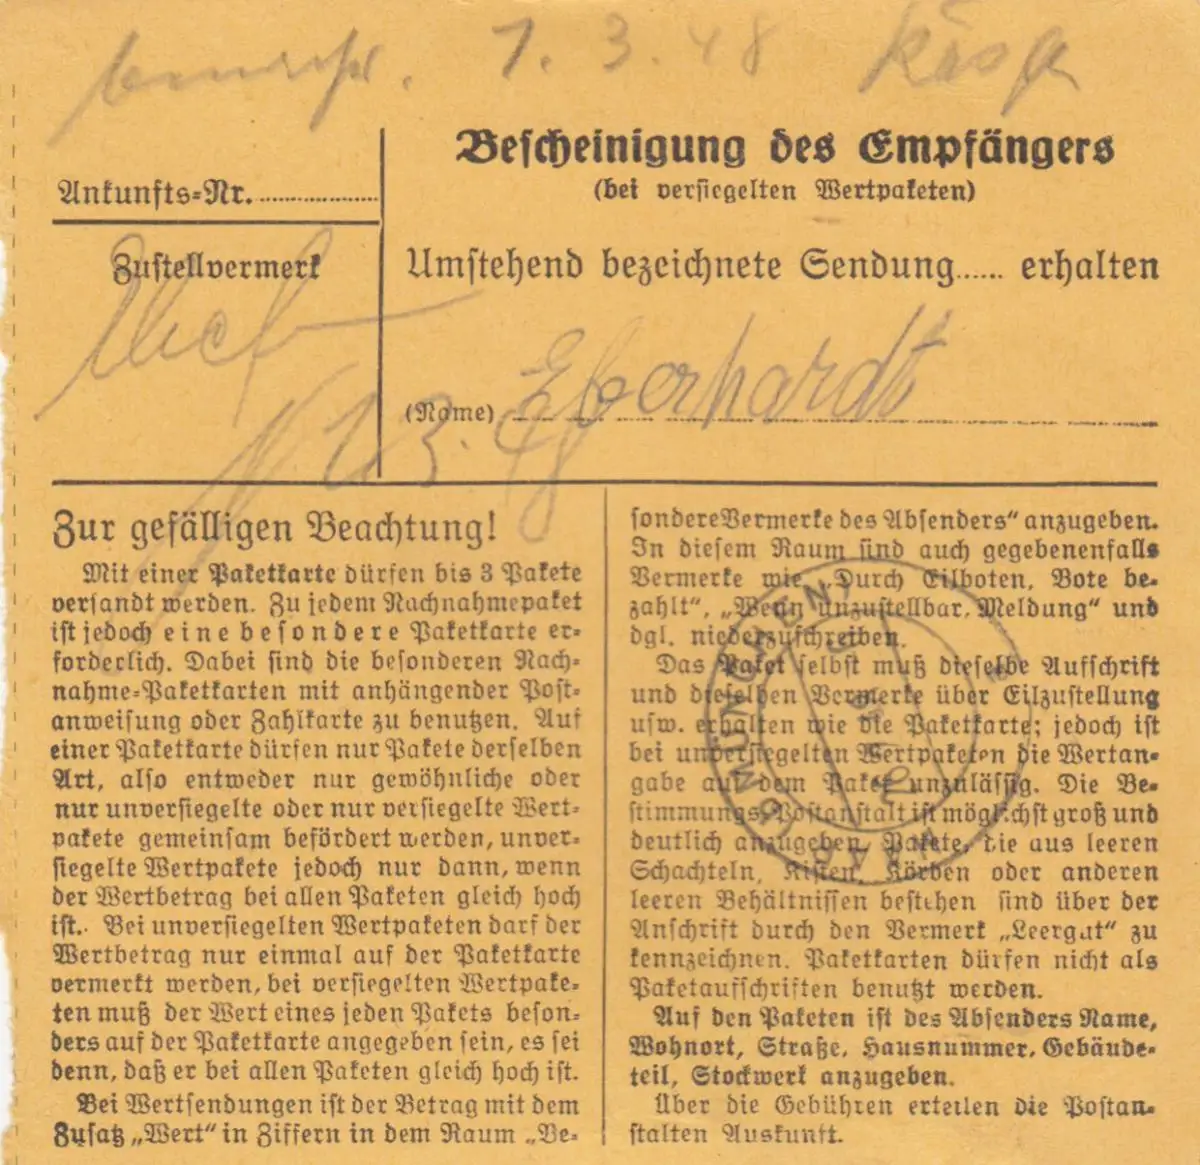 1. 3. 48
Bescheinigung des Empfängers
(bei versiegelten Wertpaketen)
Ankunfts-Nr.
Zustellvermerk
Umstehend bezeichnete Sendung...... erhalten
(Name) Eberhardt
1/3. 48
Zur gefälligen Beachtung!
Mit einer Paketkarte dürfen bis 3 Pakete
versandt werden. Zu jedem Nachnahmepaket
ist jedoch eine besondere Paketkarte er-
forderlich. Dabei sind die besonderen Nach-
nahme-Paketkarten mit anhängender Post-
anweisung oder Zahlkarte zu benutzen. Auf
einer Paketkarte dürfen nur Pakete derselben
Art, also entweder nur gewöhnliche oder
nur unversiegelte oder nur versiegelte Wert-
pakete gemeinsam befördert werden, unver-
siegelte Wertpakete jedoch nur dann, wenn
der Wertbetrag bei allen Paketen gleich hoch
ist. Bei unversiegelten Wertpaketen darf der
Wertbetrag nur einmal auf der Paketkarte
vermerkt werden, bei versiegelten Wertpake-
ten muß der Wert eines jeden Pakets beson-
ders auf der Paketkarte angegeben sein, es sei
denn, daß er bei allen Paketen gleich hoch ist.
Bei Wertsendungen ist der Betrag mit dem
Zusatz „Wert“ in Ziffern in dem Raum „Be-
sondere Vermerke des Absenders“ anzugeben.
In diesem Raum sind auch gegebenenfalls
Vermerke wie „Durch Eilboten, Bote be-
zahlt“, „Wenn unzustellbar, Meldung“ und
dgl. niederzuschreiben.
Das Paket selbst muß dieselbe Aufschrift
und dieselben Vermerke über Eilzustellung
usw. erhalten wie die Paketkarte; jedoch ist
bei unversiegelten Wertpaketen die Wertan-
gabe auf dem Paket unzulässig. Die Be-
stimmungs-Postanstalt ist möglichst groß und
deutlich anzugeben. Pakete, die aus leeren
Schachteln, Kisten, Körben oder anderen
leeren Behältnissen bestehen sind über der
Anschrift durch den Vermerk „Leergut“ zu
kennzeichnen. Paketkarten dürfen nicht als
Paketaufschriften benutzt werden.
Auf den Paketen ist des Absenders Name,
Wohnort, Straße, Hausnummer, Gebäude-
teil, Stockwerk anzugeben.
Über die Gebühren erteilen die Postan-
stalten Auskunft.